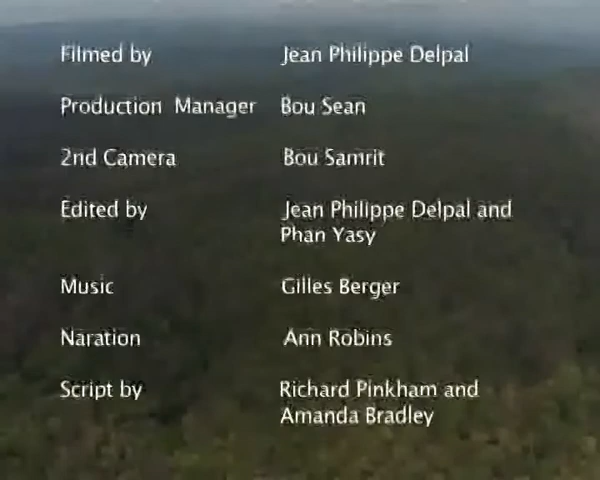 Filmed by Jean Philippe Delpal
Production Manager Bou Sean
2nd Camera Bou Samrit
Edited by Jean Philippe Delpal and
Phan Yasy
Music Gilles Berger
Naration Ann Robins
Script by Richard Pinkham and
Amanda Bradley